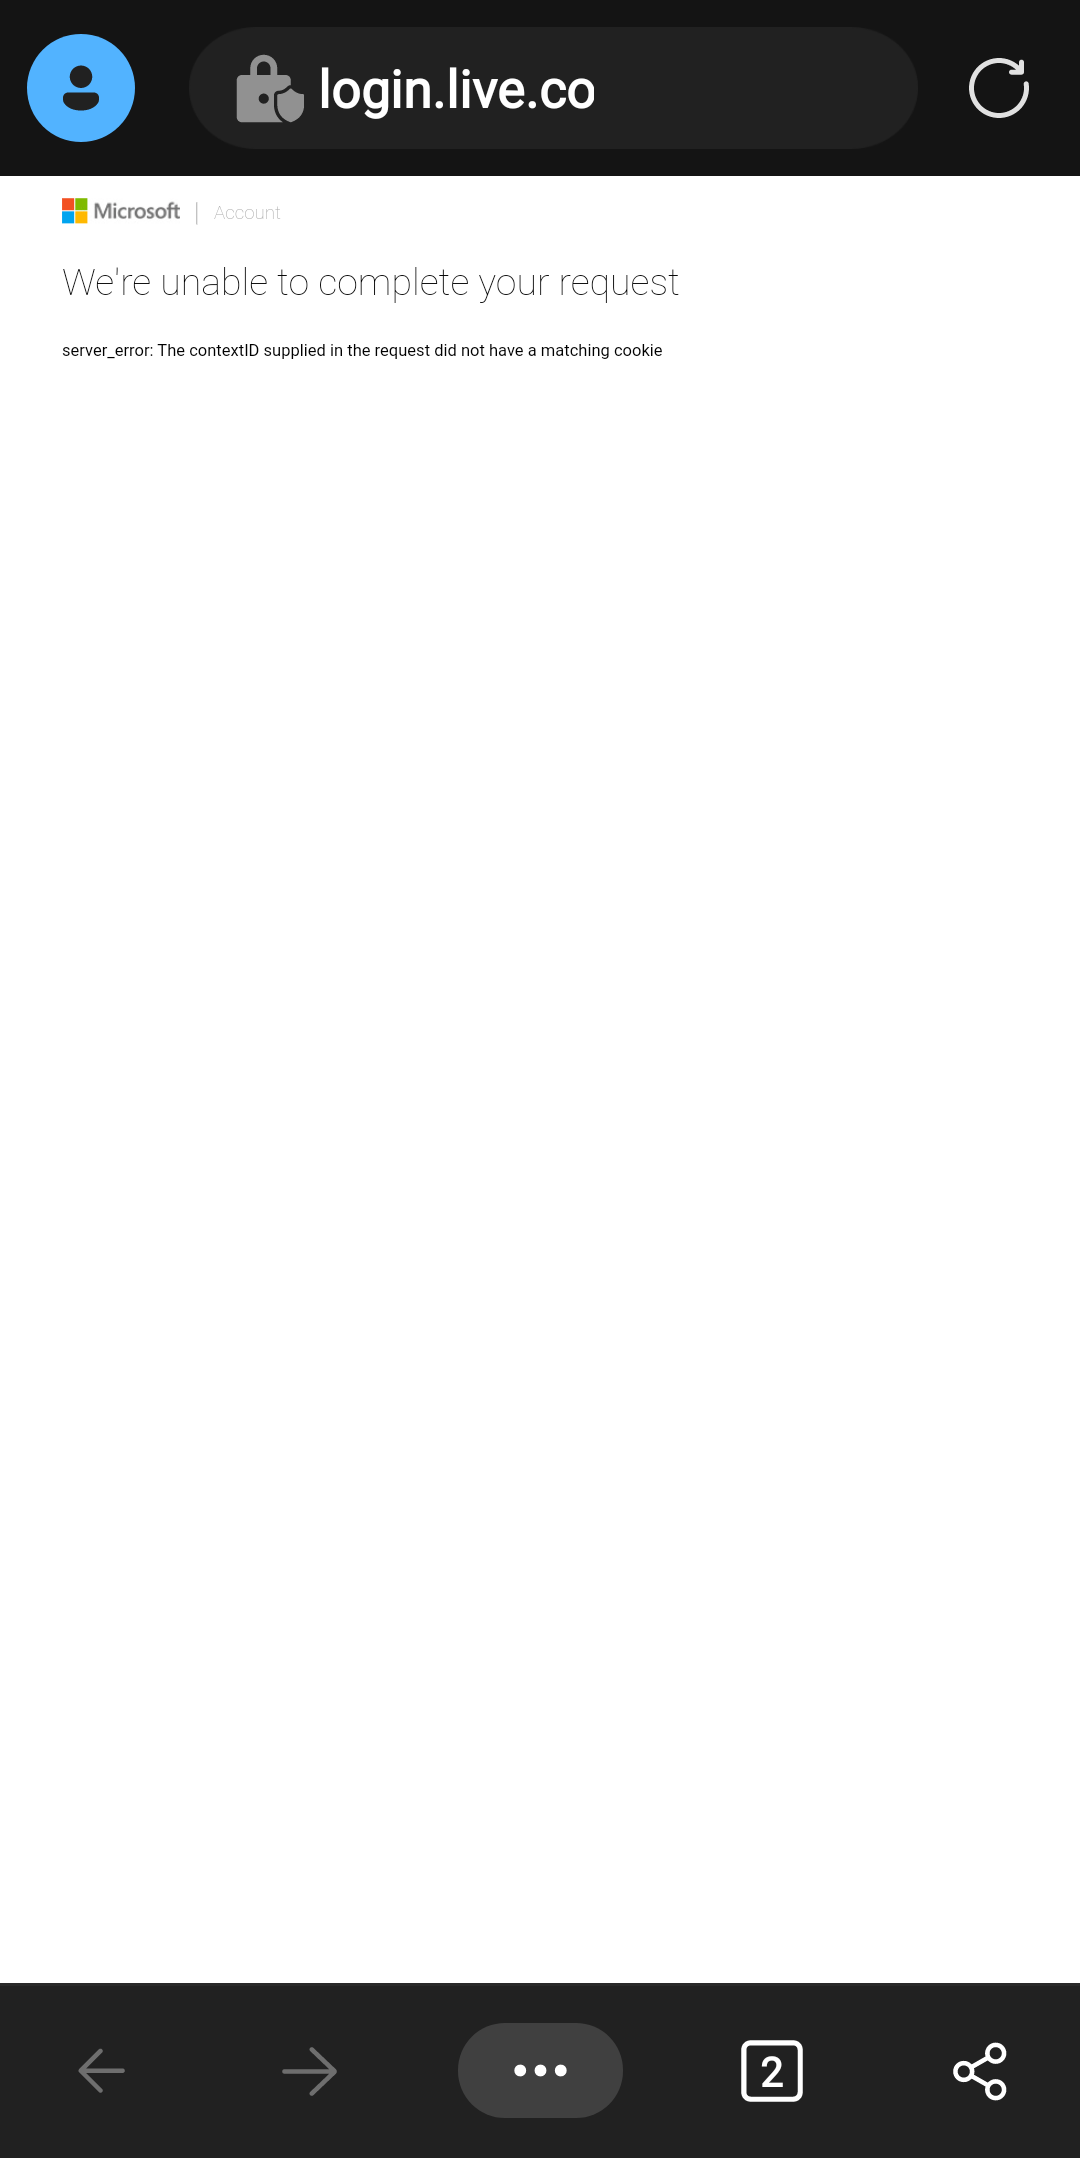 login.live.co
Microsoft | Account
We're unable to complete your request
server_error: The contextID supplied in the request did not have a matching cookie
2